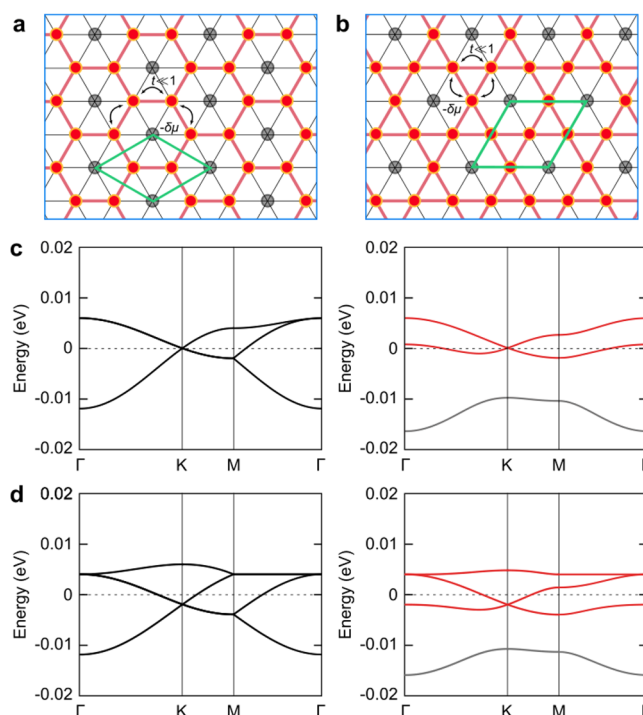 a
b
t≪1
t≪1
-δμ
-δμ
c
0.02
0.02
0.01
0.01
0
0
-0.01
-0.01
-0.02
-0.02
Energy (eV)
Energy (eV)
Γ K M Γ
Γ K M
d
0.02
0.02
0.01
0.01
0
0
-0.01
-0.01
-0.02
-0.02
Energy (eV)
Energy (eV)
Γ K M Γ
Γ K M